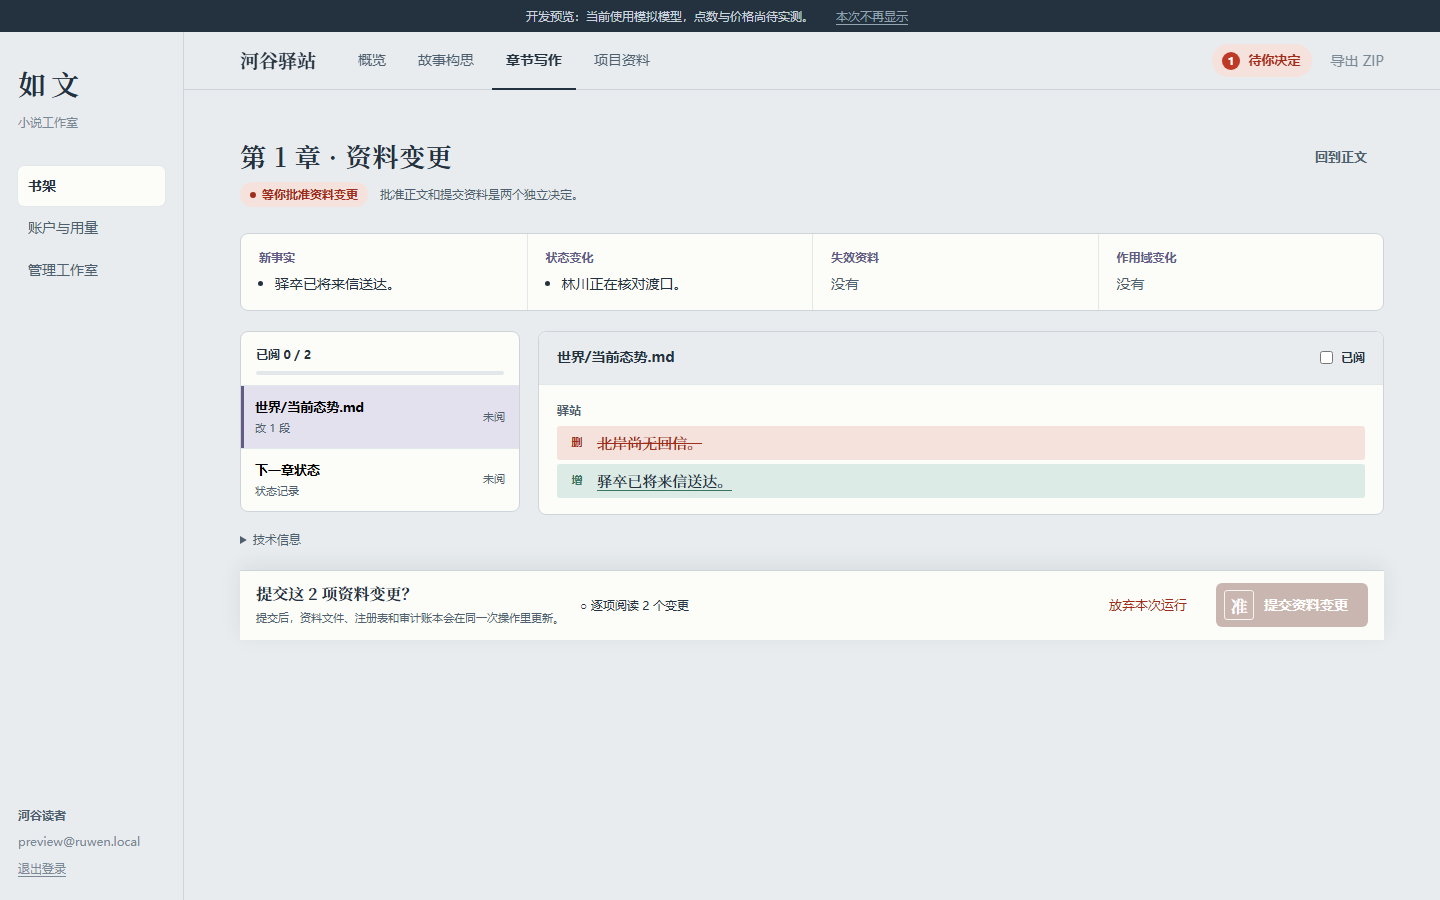 开发预览：当前使用模拟模型，点数与价格尚待实测。 本次不再显示
如文
小说工作室
书架
账户与用量
管理工作室
河谷读者
preview@ruwen.local
退出登录
河谷驿站 概览 故事构思 章节写作 项目资料 1 待你决定 导出 ZIP
第 1 章 · 资料变更 回到正文
等你批准资料变更 批准正文和提交资料是两个独立决定。
新事实
驿卒已将来信送达。
状态变化
林川正在核对渡口。
失效资料
没有
作用域变化
没有
已阅 0 / 2
世界/当前态势.md
改 1 段
未阅
下一章状态
状态记录
未阅
世界/当前态势.md 已阅
驿站
删 北岸尚无回信。
增 驿卒已将来信送达。
技术信息
提交这 2 项资料变更？
提交后，资料文件、注册表和审计账本会在同一次操作里更新。
○ 逐项阅读 2 个变更
放弃本次运行
准 提交资料变更